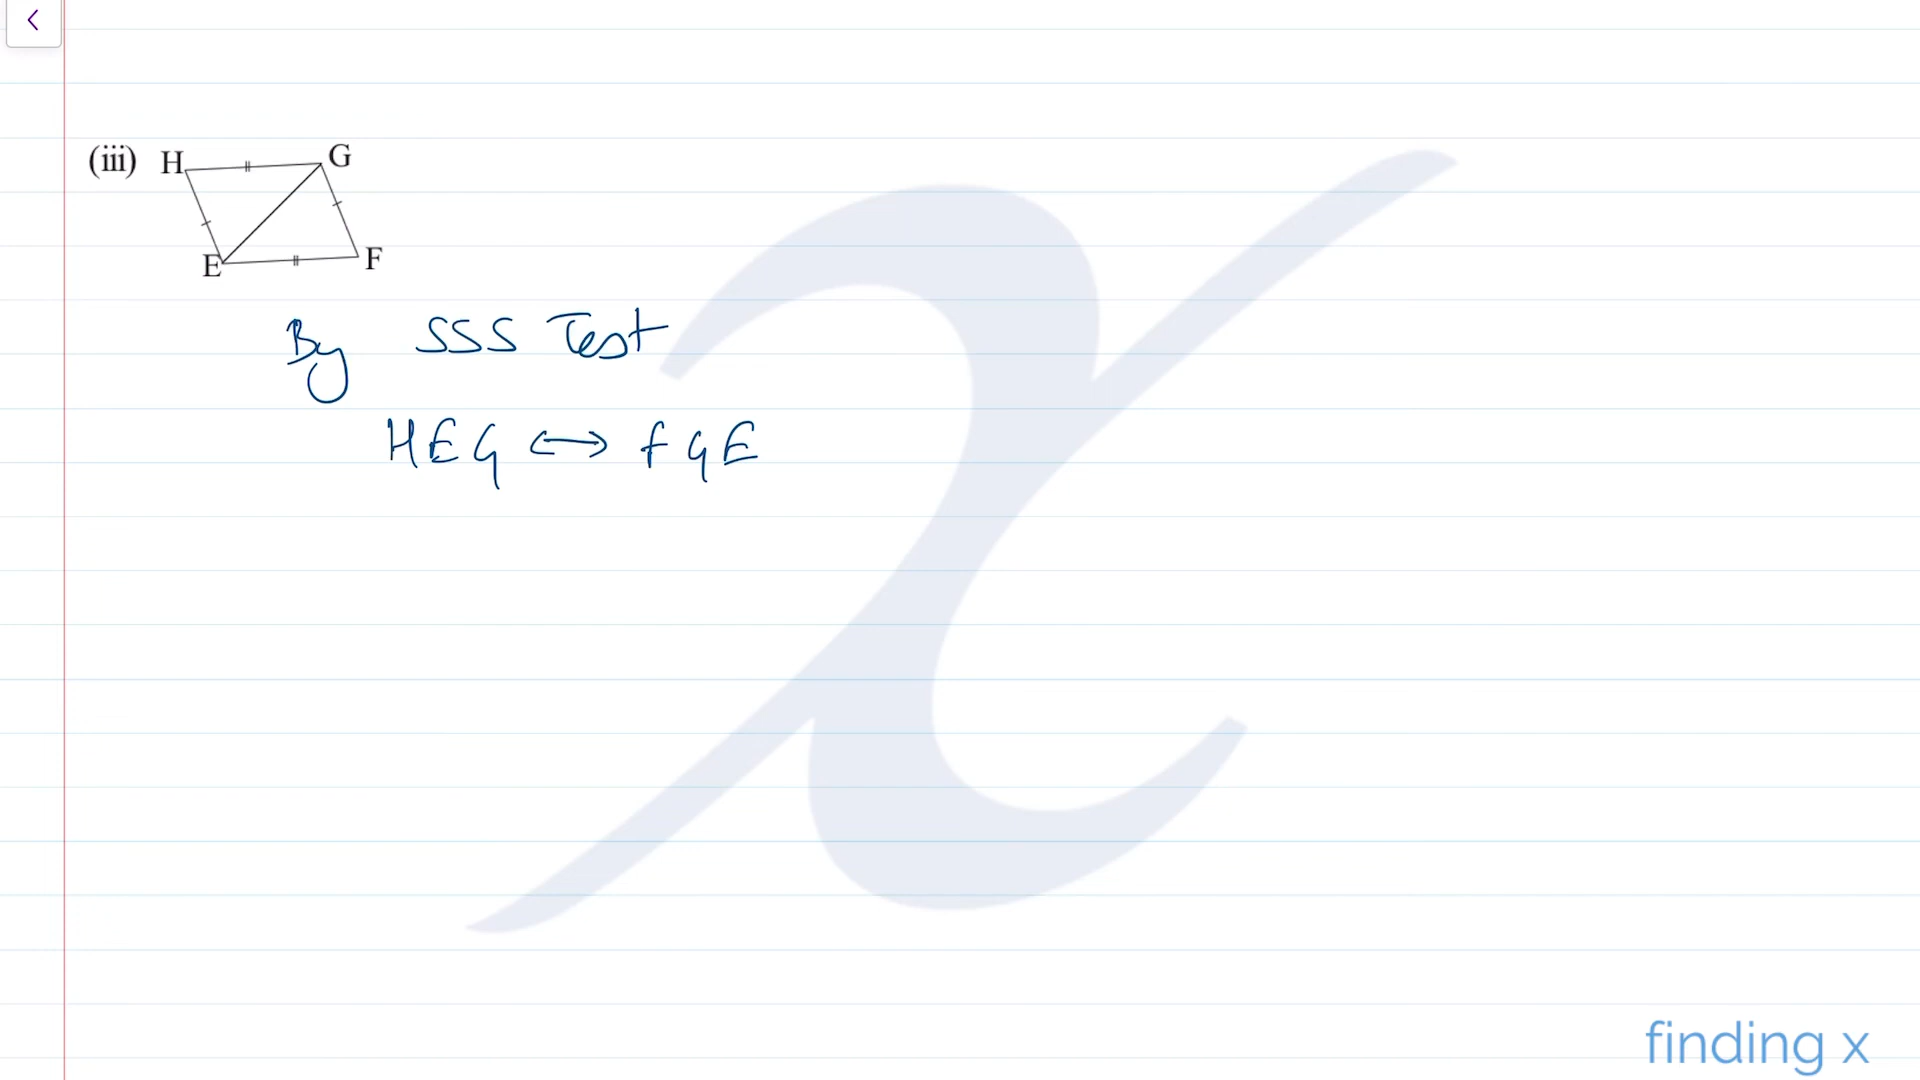 (iii) H G
E F
By SSS Test
HEG ↔ FGE
finding x